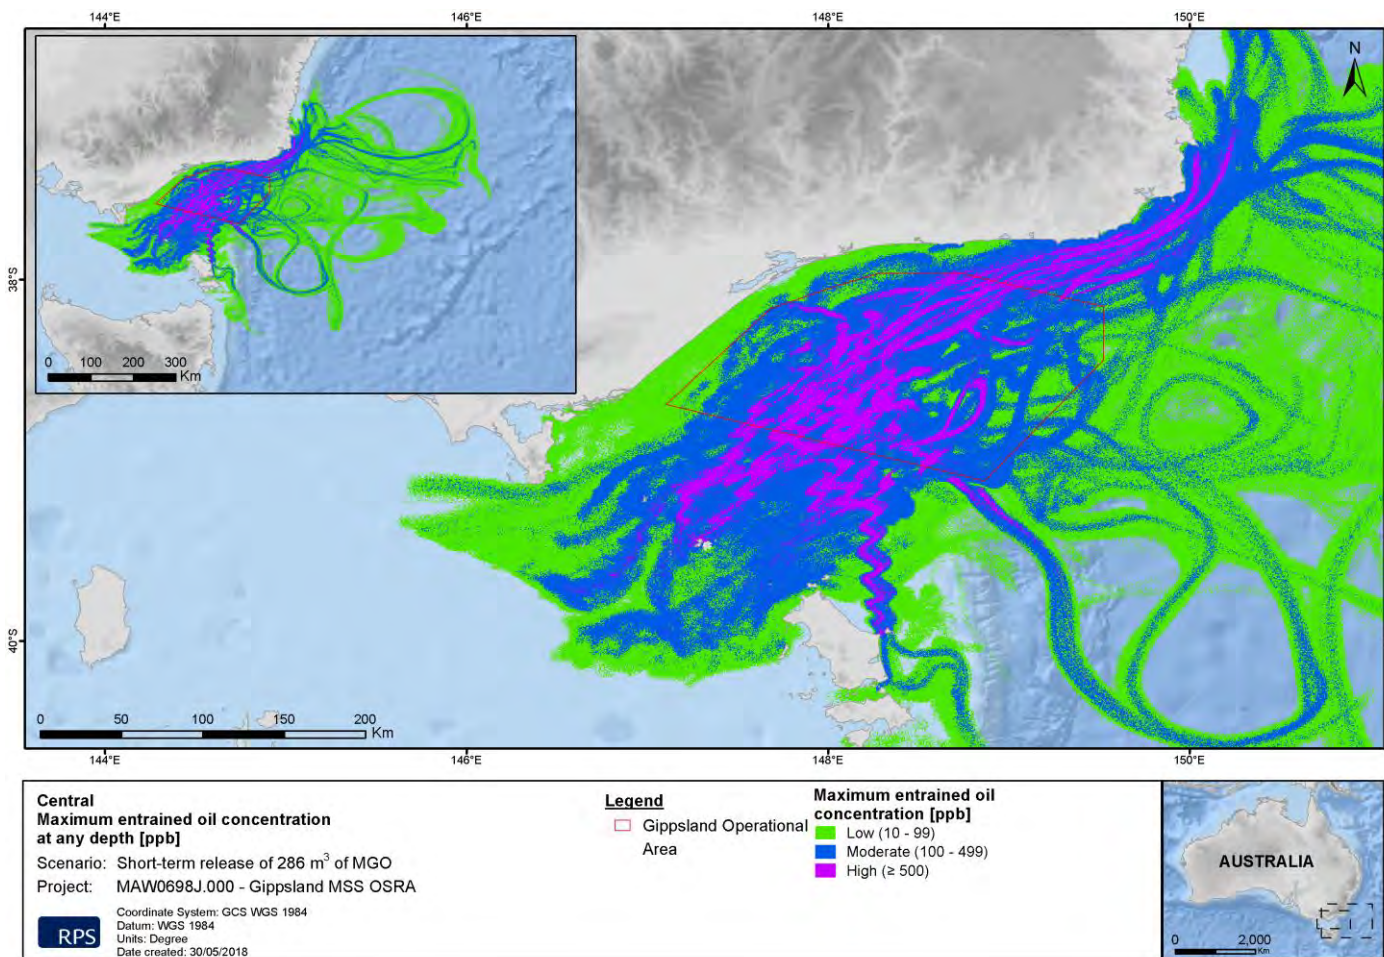 144°E
146°E
148°E
150°E
N
38°S
0 100 200 300
Km
40°S
0 50 100 150 200
Km
144°E
146°E
148°E
150°E
Central
Maximum entrained oil concentration
at any depth [ppb]
Scenario: Short-term release of 286 m³ of MGO
Project: MAW0698J.000 - Gippsland MSS OSRA
RPS
Coordinate System: GCS WGS 1984
Datum: WGS 1984
Units: Degree
Date created: 30/05/2018
Legend
Gippsland Operational
Area
Maximum entrained oil
concentration [ppb]
Low (10 - 99)
Moderate (100 - 499)
High (≥ 500)
AUSTRALIA
0 2,000
Km